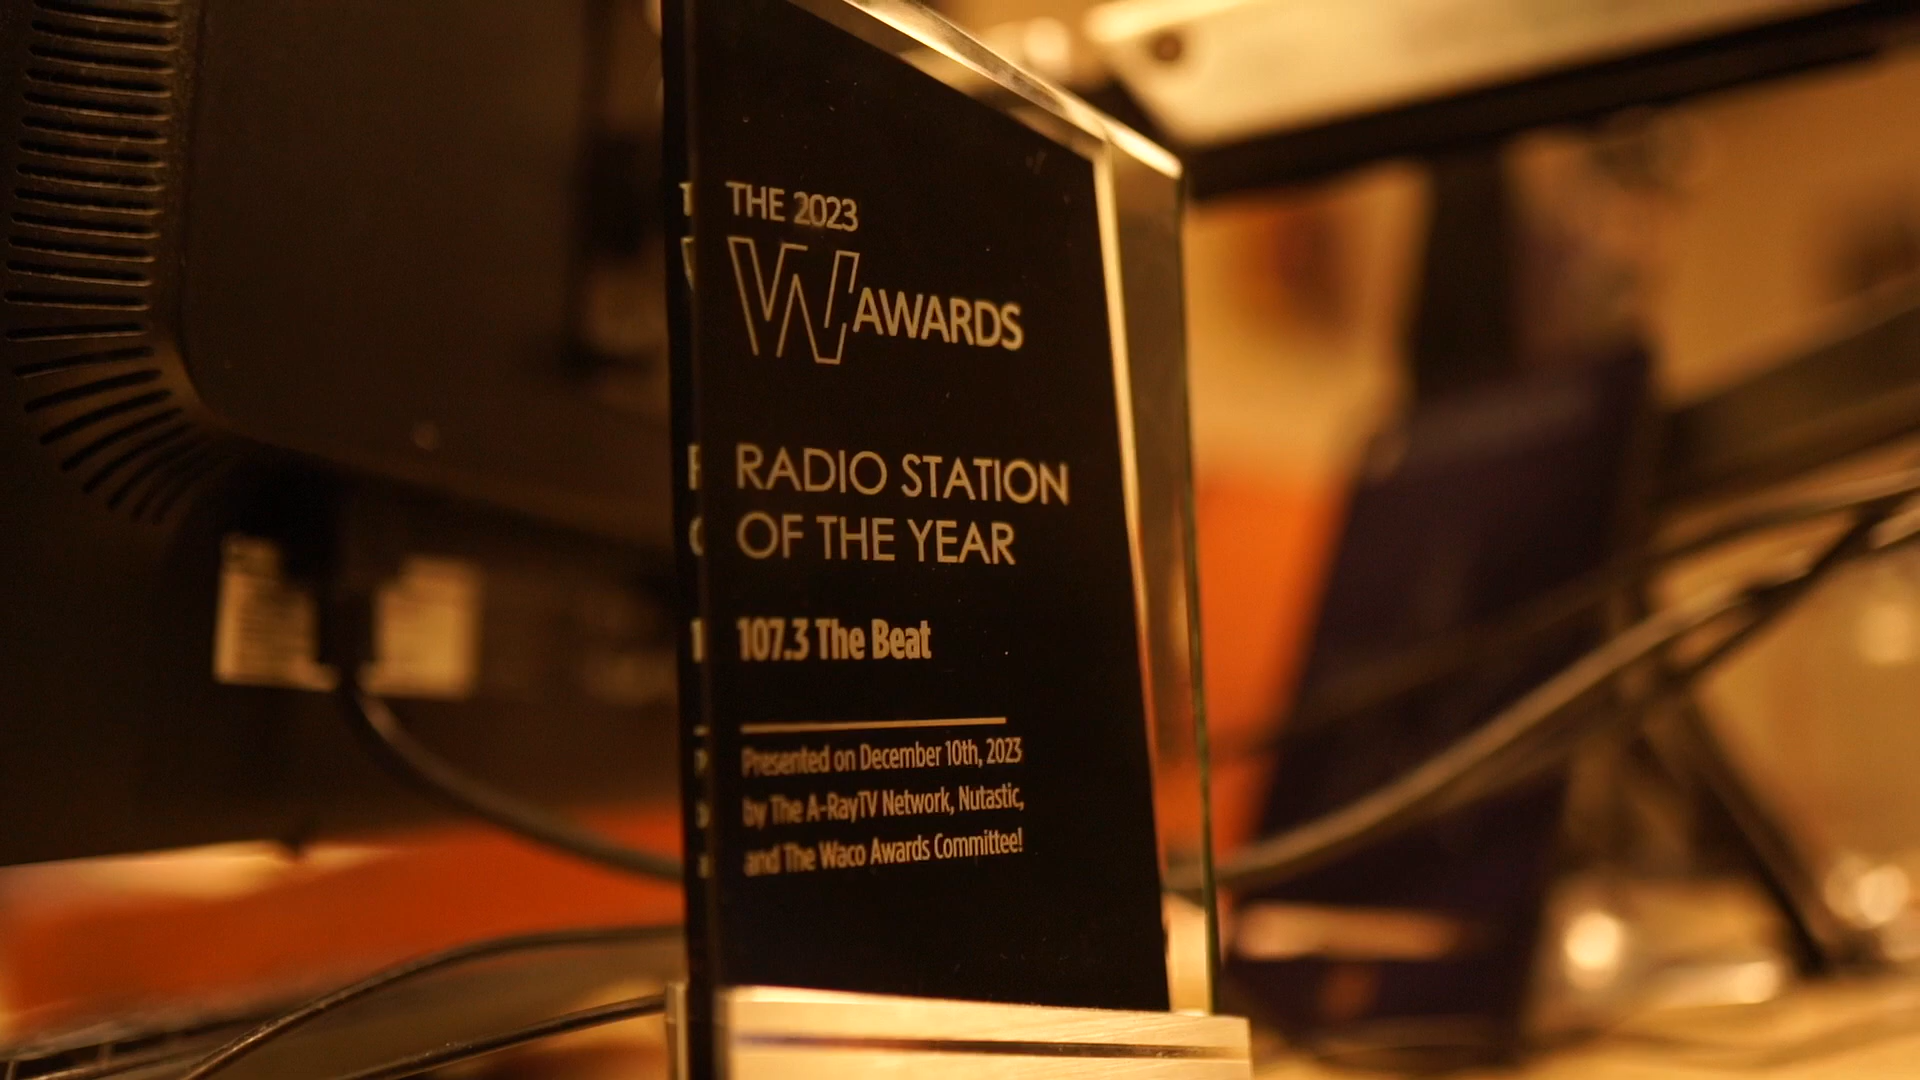 THE 2023
W AWARDS
RADIO STATION
OF THE YEAR
107.3 The Beat
Presented on December 10th, 2023
by The A-RayTV Network, Nutastic,
and The Waco Awards Committee!